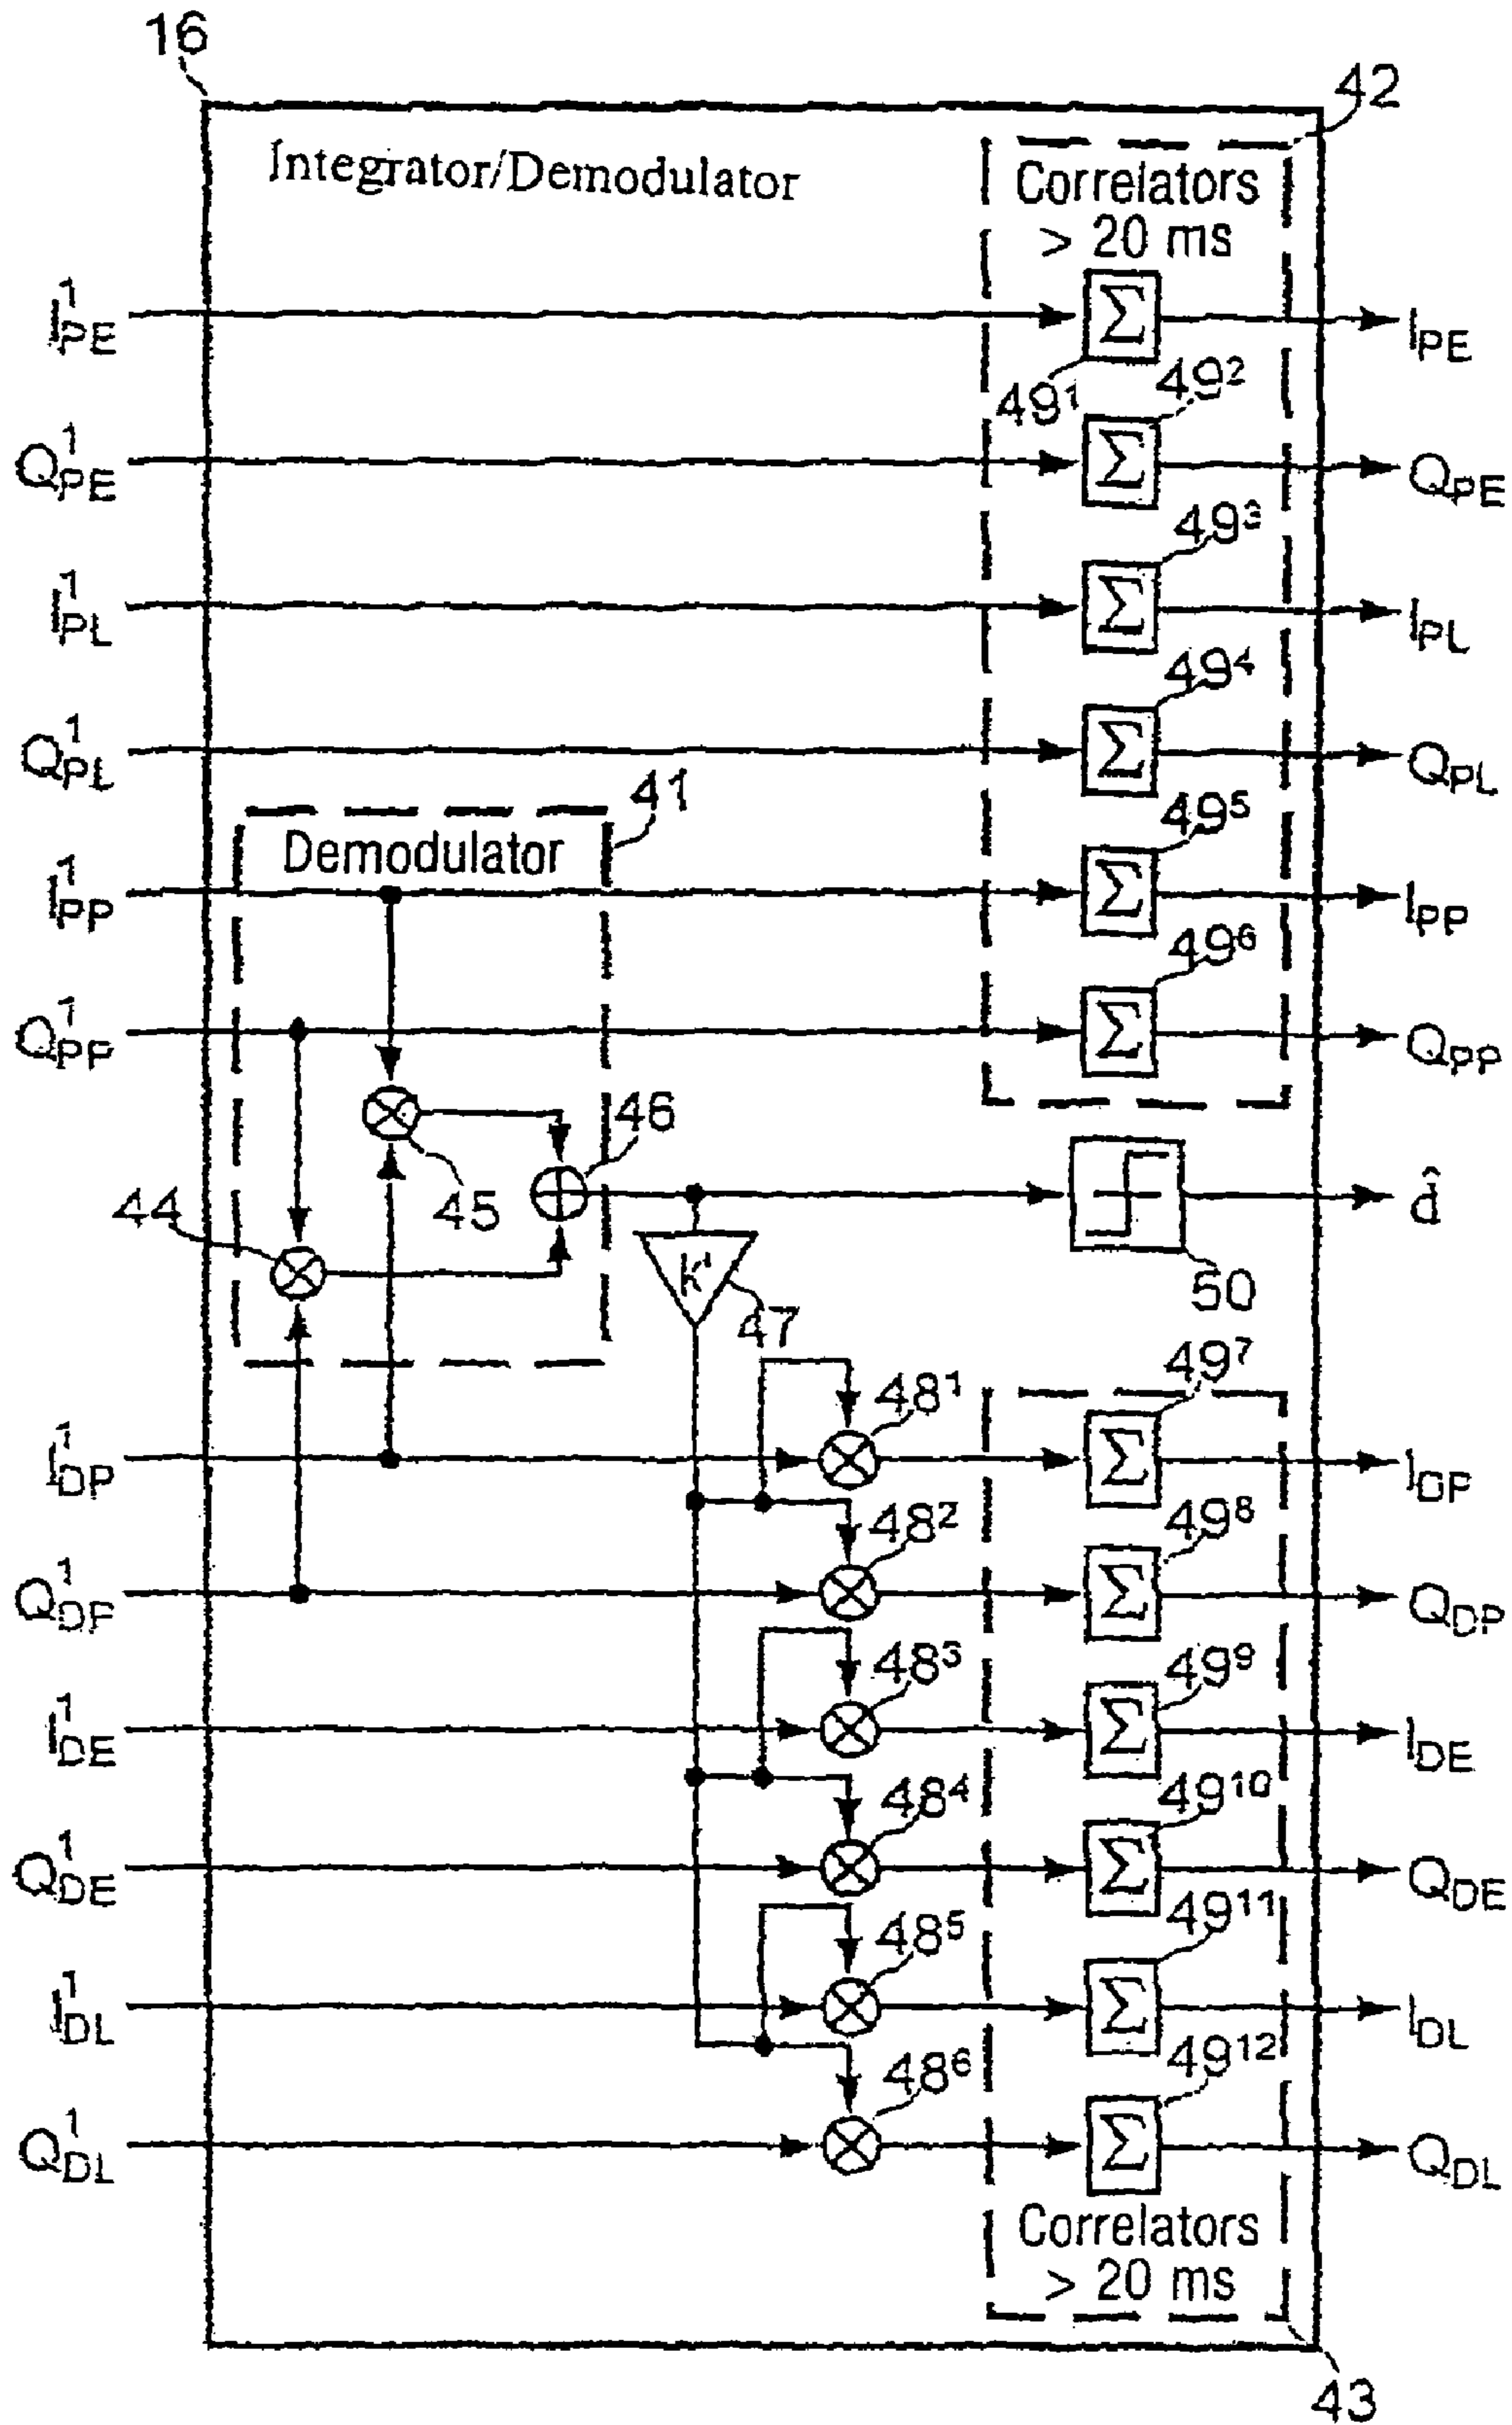 16
42
Integrator/Demodulator
Correlators
> 20 ms
I¹PE Σ IPE
49¹
49²
Q¹PE Σ QPE
49³
I¹PL Σ IPL
49⁴
Q¹PL Σ QPL
41
49⁵
Demodulator
I¹PP Σ IPP
49⁶
Q¹PP Σ QPP
46
45
44
d̂
k'
50
47
49⁷
48¹
I¹DP Σ IDP
49⁸
48²
Q¹DP Σ QDP
49⁹
48³
I¹DE Σ IDE
49¹⁰
48⁴
Q¹DE Σ QDE
49¹¹
48⁵
I¹DL Σ IDL
49¹²
48⁶
Q¹DL Σ QDL
Correlators
> 20 ms
43